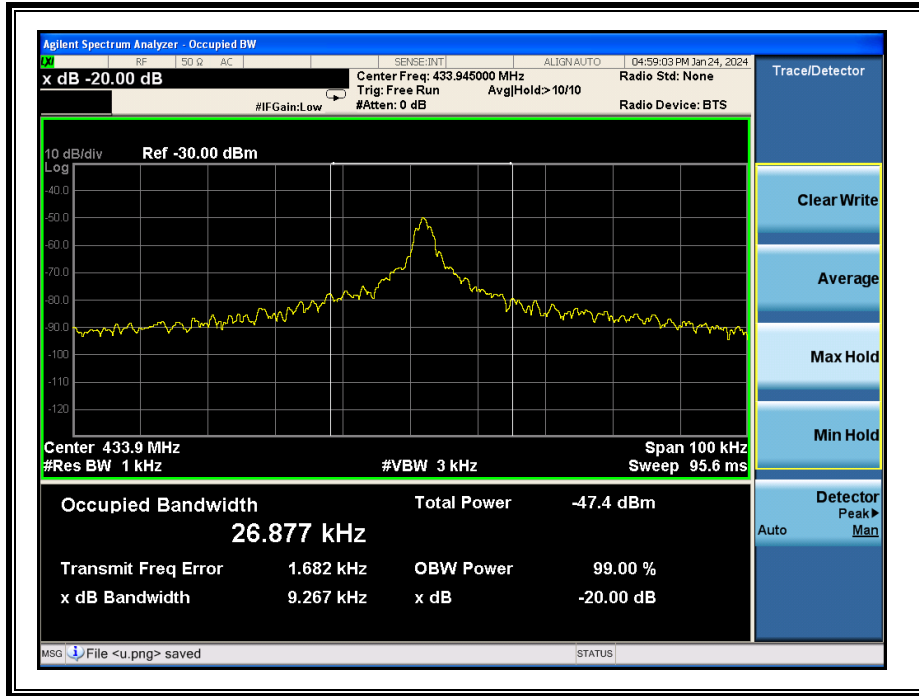 Agilent Spectrum Analyzer - Occupied BW
LXI RF 50 Ω AC SENSE:INT ALIGN AUTO 04:59:03 PM Jan 24, 2024
x dB -20.00 dB
Center Freq: 433.945000 MHz
Radio Std: None
Trig: Free Run Avg|Hold:>10/10
#IFGain:Low
#Atten: 0 dB
Radio Device: BTS
Trace/Detector
10 dB/div Ref -30.00 dBm
Log
-40.0
-50.0
-60.0
-70.0
-80.0
-90.0
-100
-110
-120
Center 433.9 MHz
Span 100 kHz
#Res BW 1 kHz
#VBW 3 kHz
Sweep 95.6 ms
Occupied Bandwidth
26.877 kHz
Total Power -47.4 dBm
Transmit Freq Error 1.682 kHz
OBW Power 99.00 %
x dB Bandwidth 9.267 kHz
x dB -20.00 dB
Clear Write
Average
Max Hold
Min Hold
Detector
Peak▶
Auto Man
MSG File <u.png> saved
STATUS